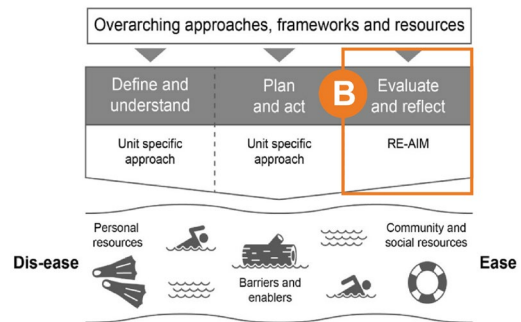 Overarching approaches, frameworks and resources
Define and
understand
Plan
and act
B
Evaluate
and reflect
Unit specific
approach
Unit specific
approach
RE-AIM
Personal
resources
Community and
social resources
Dis-ease
Barriers and
enablers
Ease